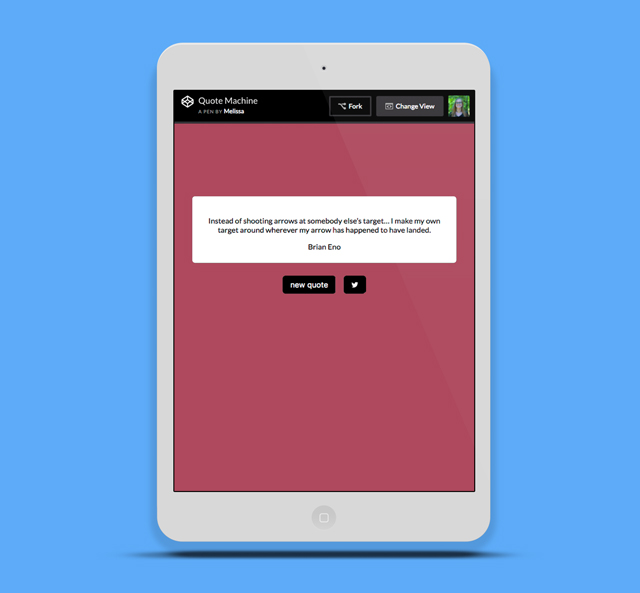 Quote Machine
A PEN BY Melissa
Fork
Change View
Instead of shooting arrows at somebody else's target... I make my own
target around wherever my arrow has happened to have landed.
Brian Eno
new quote